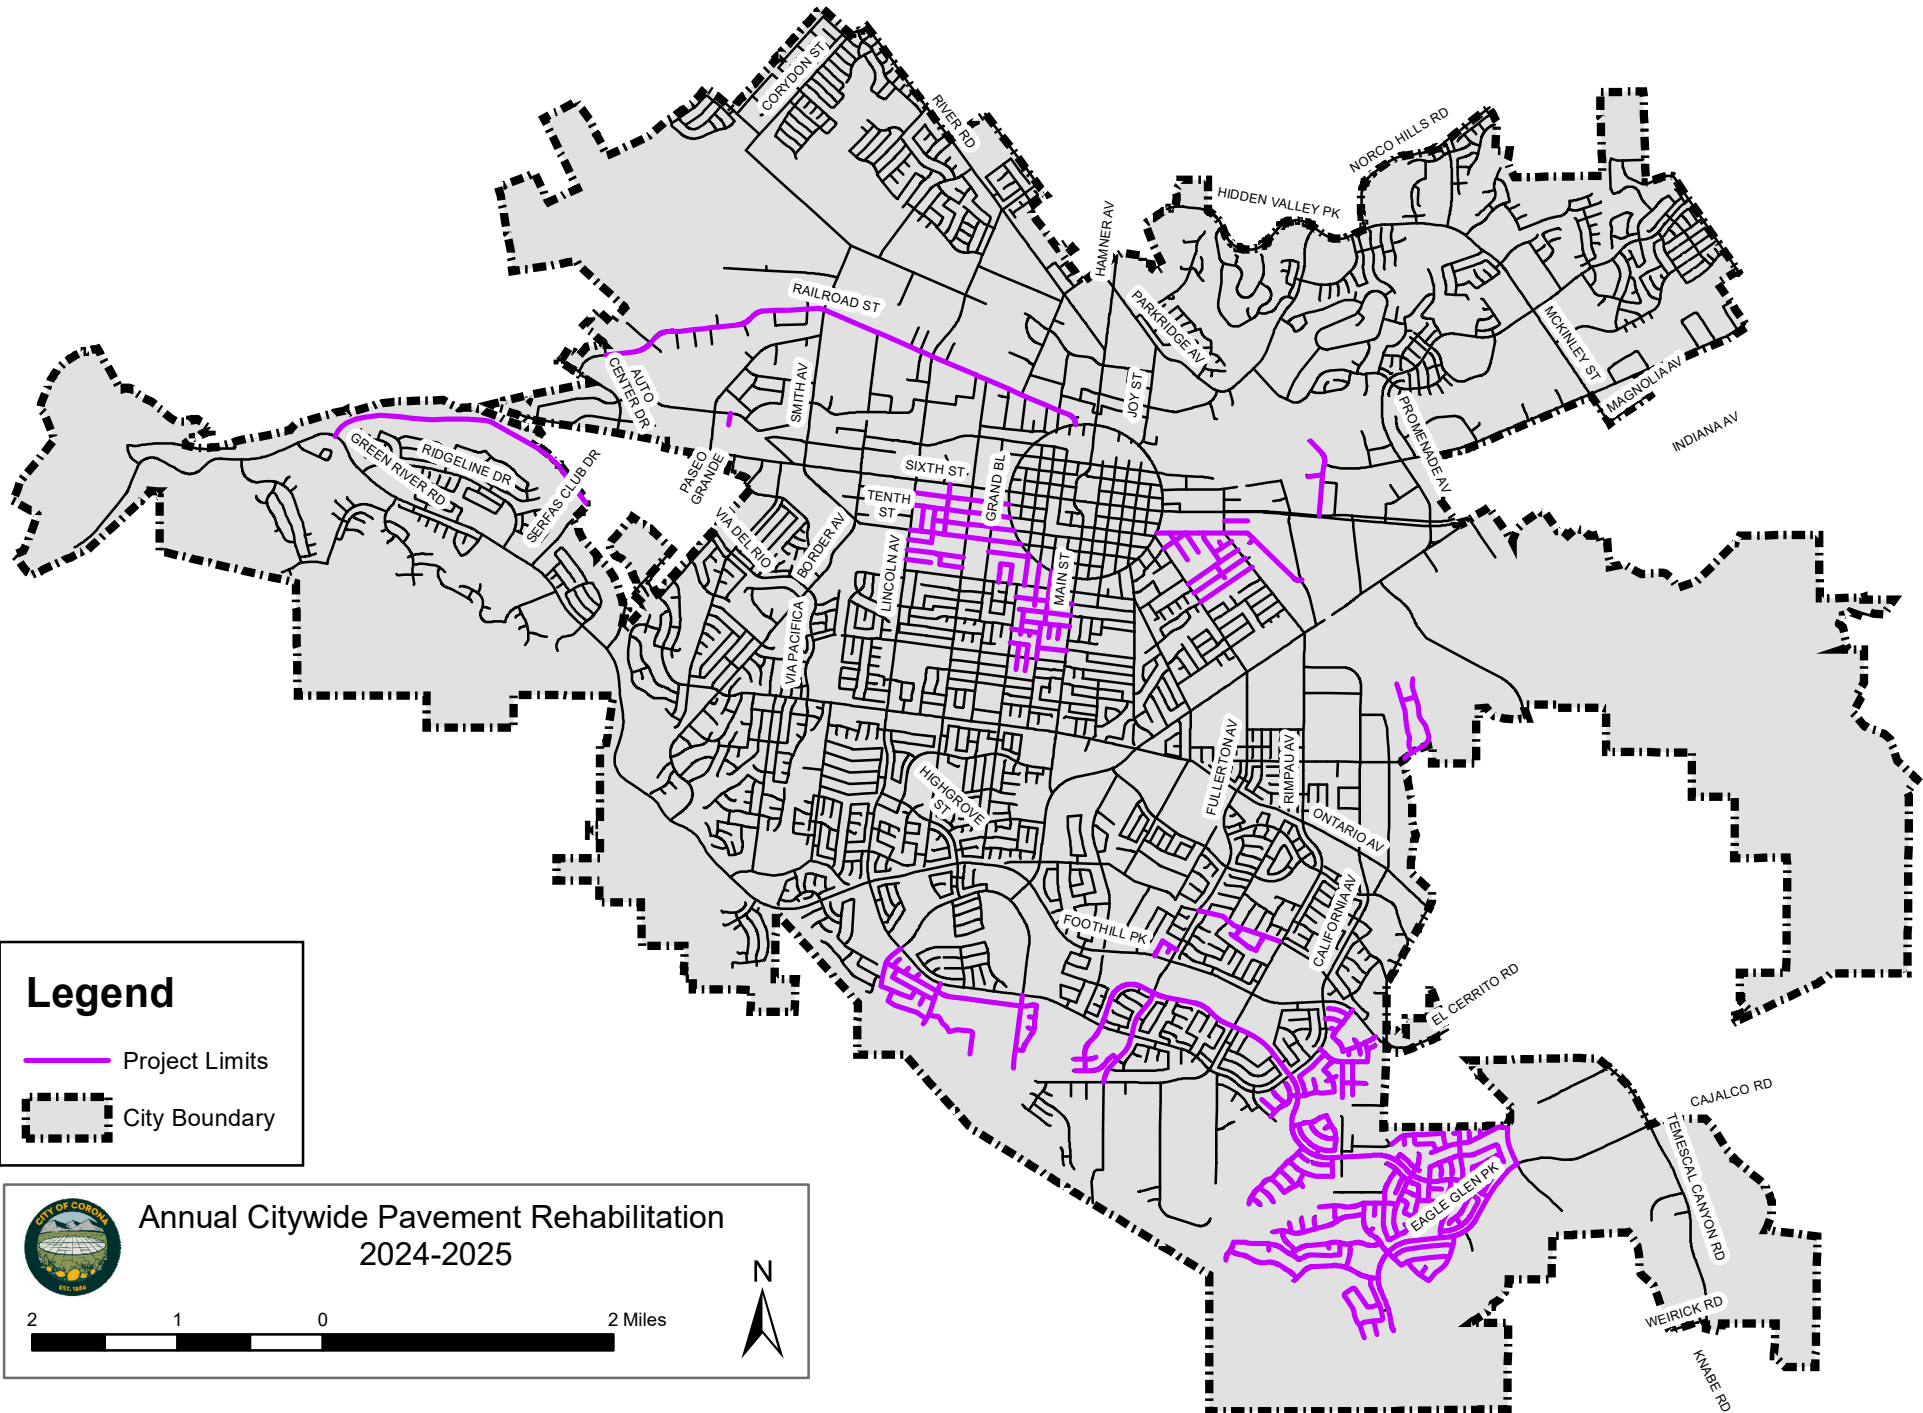 CORYDON ST
RIVER RD
NORCO HILLS RD
HIDDEN VALLEY PK
HAMNER AV
PARKRIDGE AV
RAILROAD ST
MCKINLEY ST
MAGNOLIA AV
INDIANA AV
AUTO
CENTER DR
SMITH AV
JOY ST
PROMENADE AV
GREEN RIVER RD
RIDGELINE DR
SERFAS CLUB DR
PASEO
GRANDE
SIXTH ST
GRAND BL
TENTH
ST
VIA DEL RIO
BORDER AV
LINCOLN AV
MAIN ST
VIA PACIFICA
FULLERTON AV
RIMPAU AV
HIGHGROVE
ST
ONTARIO AV
CALIFORNIA AV
FOOTHILL PK
EL CERRITO RD
CAJALCO RD
TEMESCAL CANYON RD
EAGLE GLEN PK
WEIRICK RD
KNABE RD
Legend
Project Limits
City Boundary
CITY OF CORONA
EST. 1886
Annual Citywide Pavement Rehabilitation
2024-2025
N
2 1 0 2 Miles